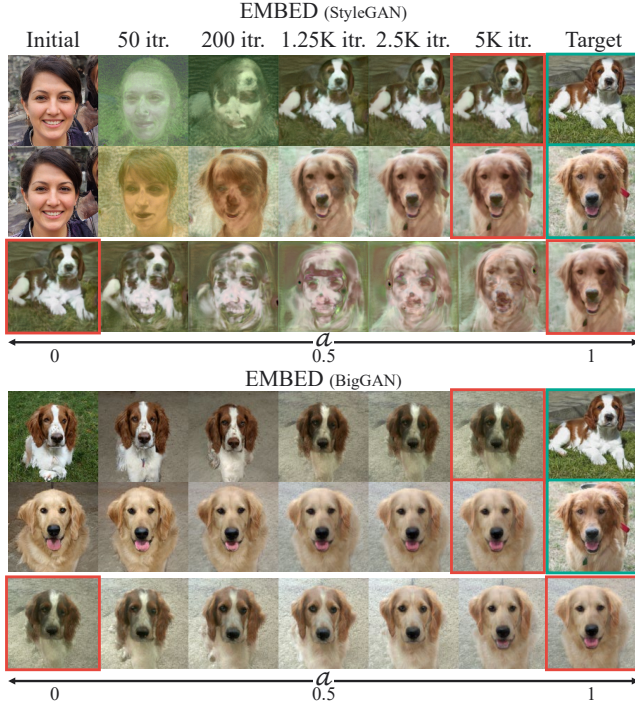 EMBED (StyleGAN)
Initial 50 itr. 200 itr. 1.25K itr. 2.5K itr. 5K itr. Target
a
0 0.5 1
EMBED (BigGAN)
a
0 0.5 1